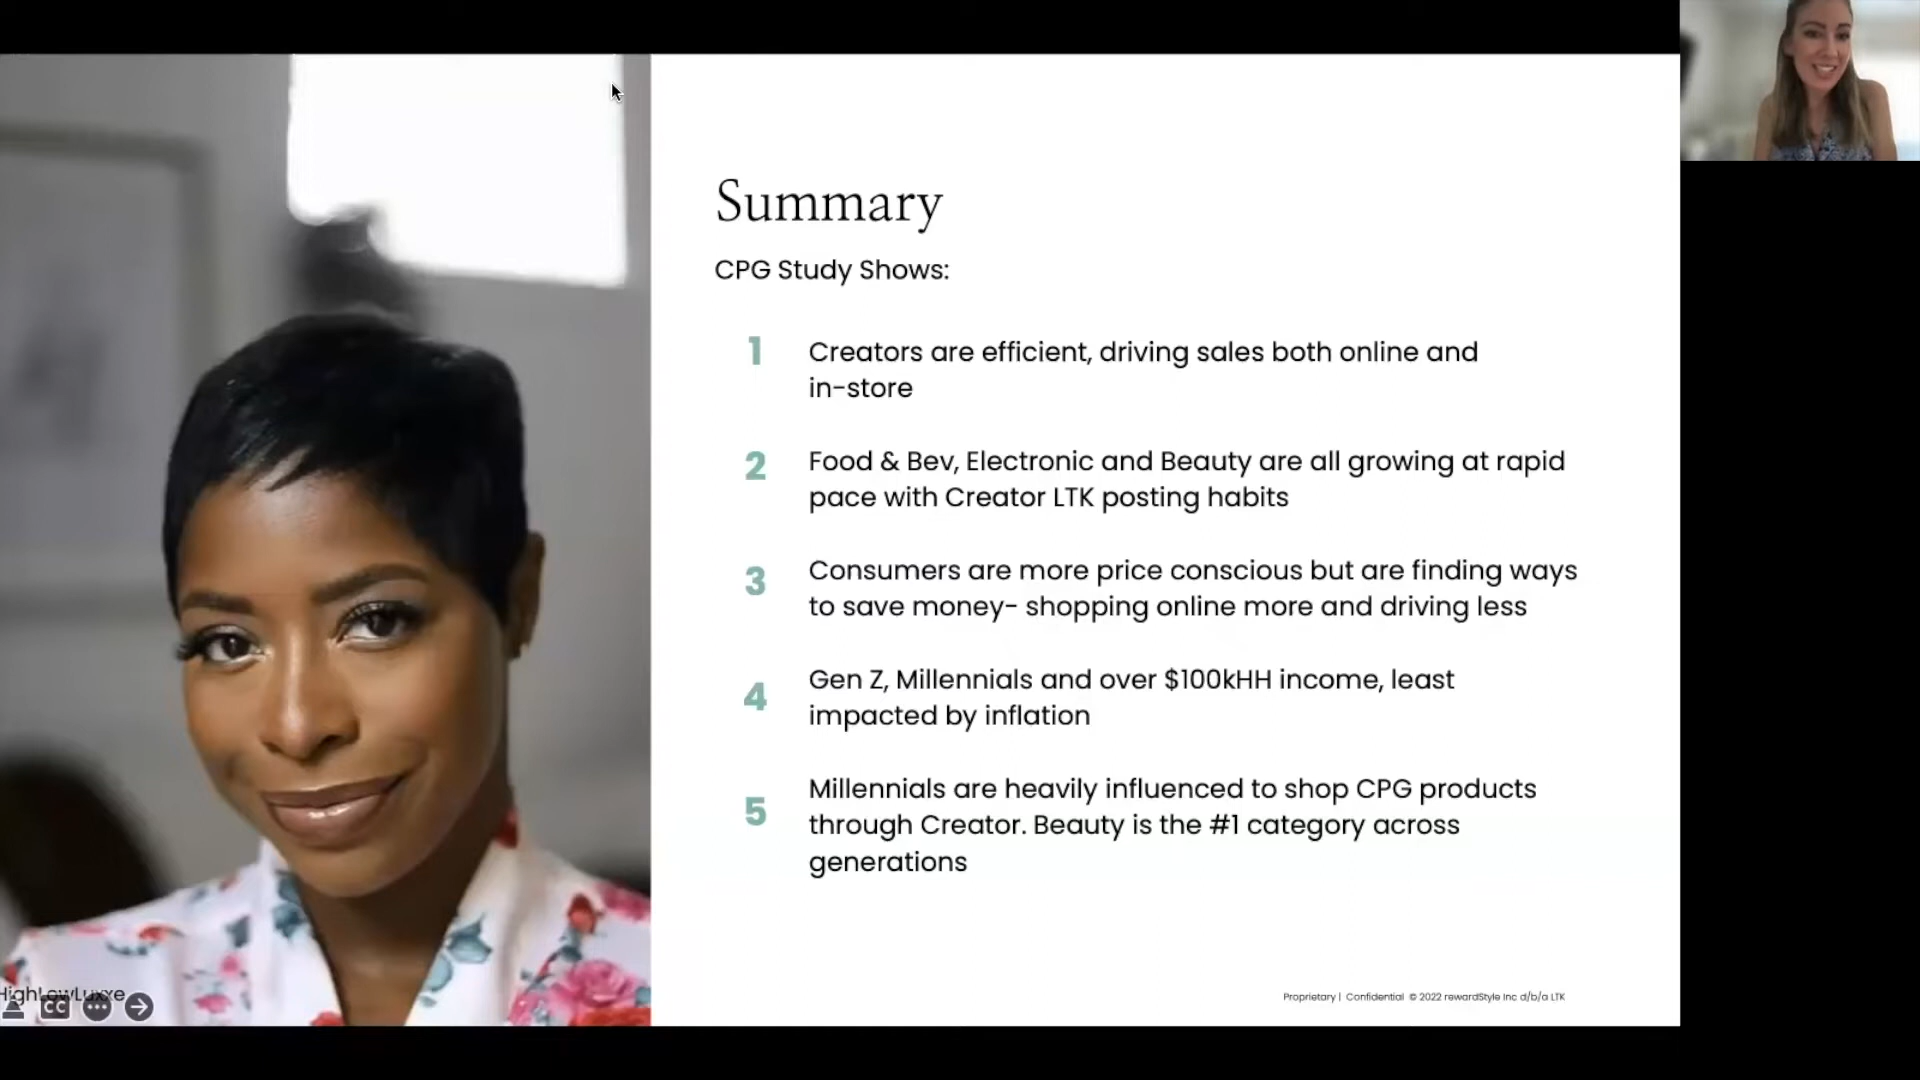 Summary
CPG Study Shows:
1
Creators are efficient, driving sales both online and
in-store
2
Food & Bev, Electronic and Beauty are all growing at rapid
pace with Creator LTK posting habits
3
Consumers are more price conscious but are finding ways
to save money- shopping online more and driving less
4
Gen Z, Millennials and over $100kHH income, least
impacted by inflation
5
Millennials are heavily influenced to shop CPG products
through Creator. Beauty is the #1 category across
generations
HighLowLuxxe
CC
Proprietary | Confidential © 2022 rewardStyle Inc d/b/a LTK